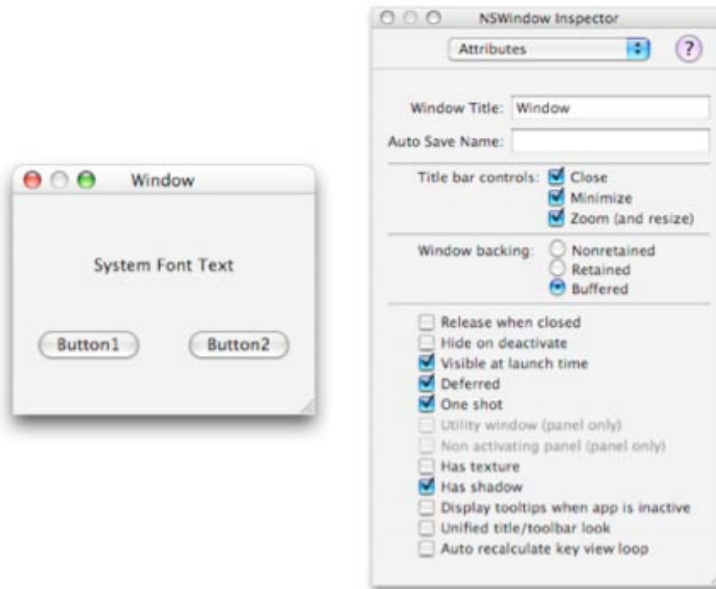 Window
System Font Text
Button1
Button2
NSWindow Inspector
Attributes
?
Window Title: Window
Auto Save Name:
Title bar controls: Close
Minimize
Zoom (and resize)
Window backing: Nonretained
Retained
Buffered
Release when closed
Hide on deactivate
Visible at launch time
Deferred
One shot
Utility window (panel only)
Non activating panel (panel only)
Has texture
Has shadow
Display tooltips when app is inactive
Unified title/toolbar look
Auto recalculate key view loop